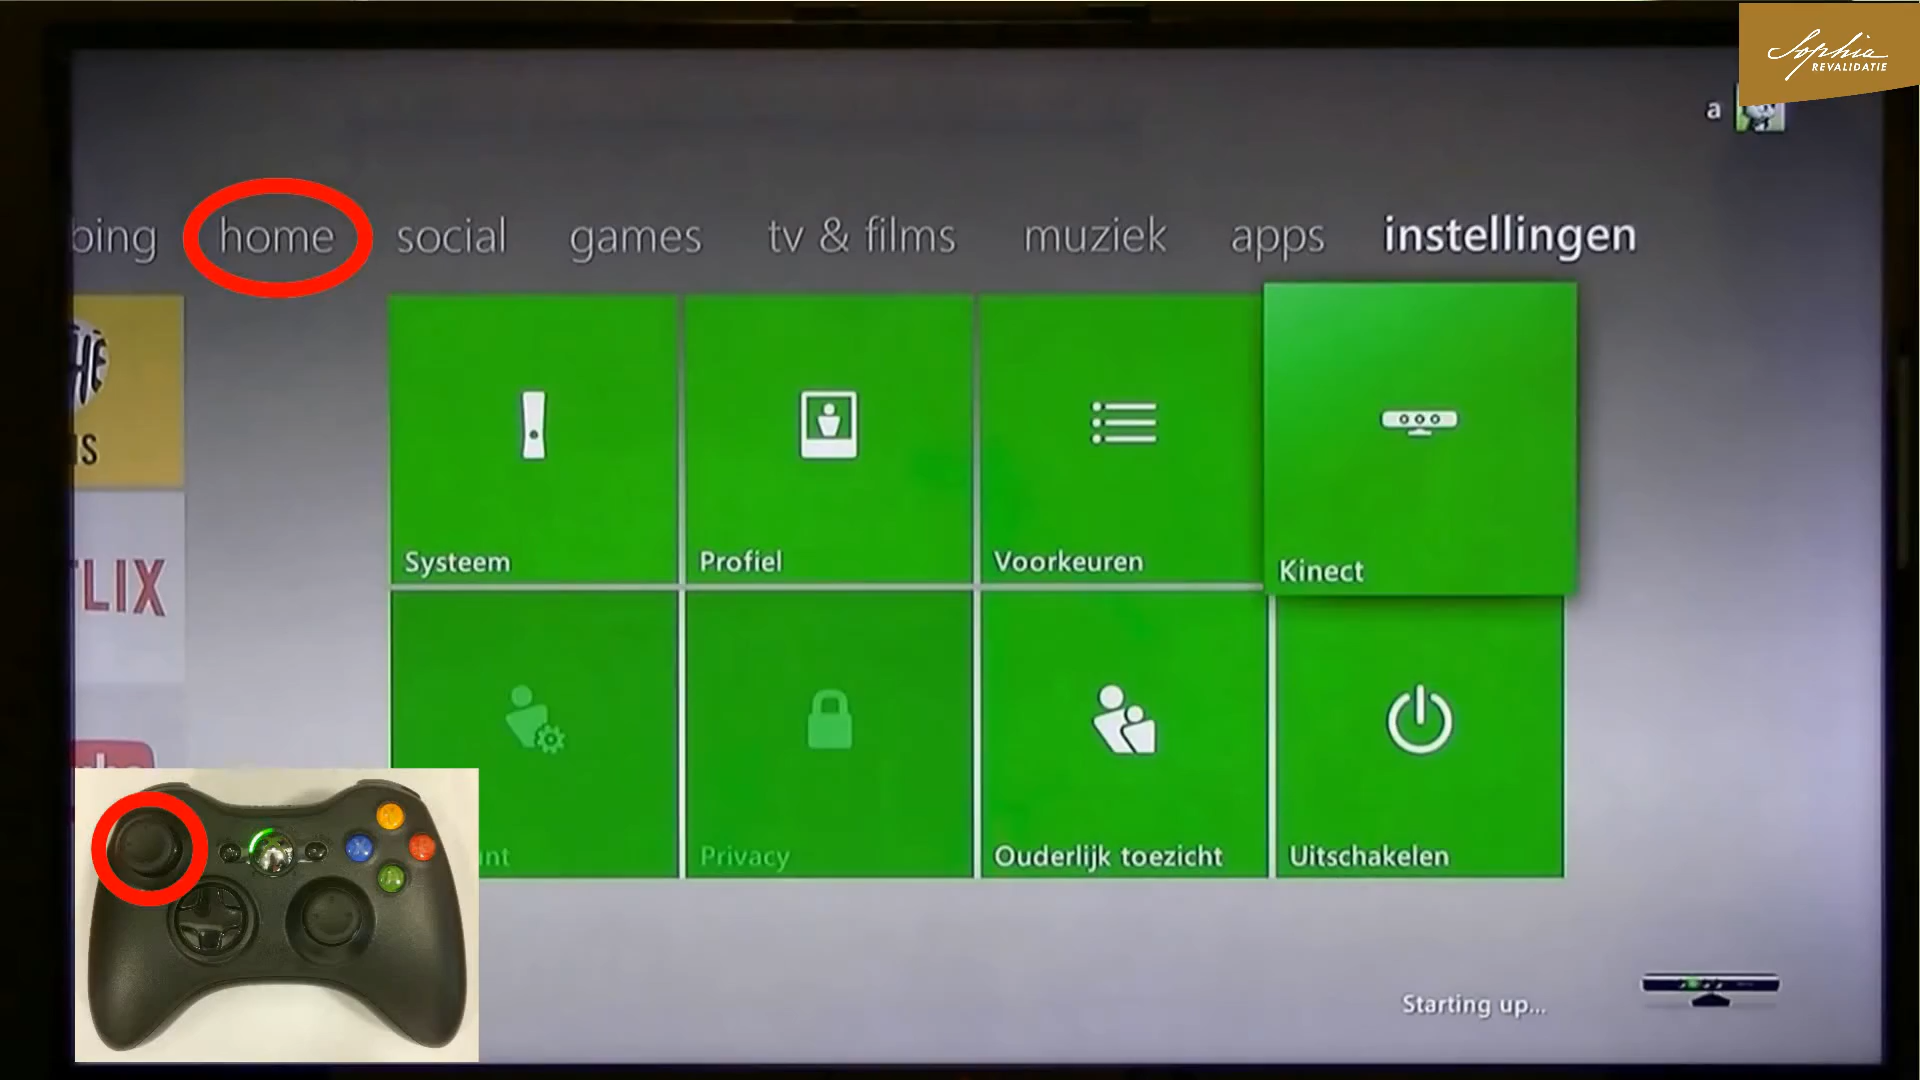 Sophia
REVALIDATIE
a
bing home social games tv & films muziek apps instellingen
Systeem Profiel Voorkeuren Kinect
Privacy Ouderlijk toezicht Uitschakelen
Starting up...